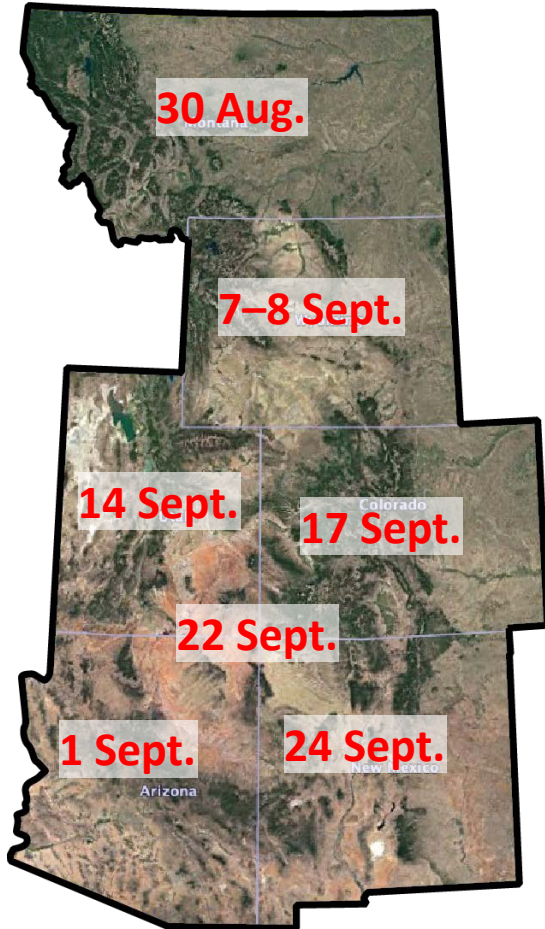 30 Aug.
Montana
7–8 Sept.
14 Sept.
Colorado
17 Sept.
22 Sept.
1 Sept.
24 Sept.
New Mexico
Arizona